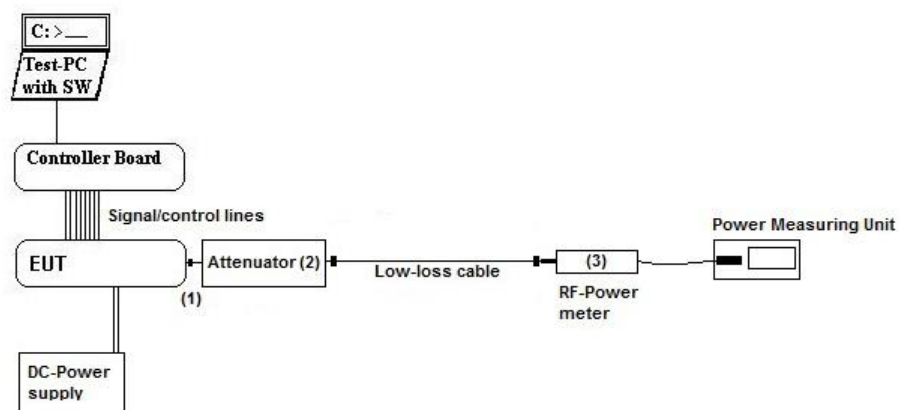 C:>__
Test-PC
with SW
Controller Board
Signal/control lines
EUT
(1)
Attenuator (2)
Low-loss cable
(3)
RF-Power
meter
Power Measuring Unit
DC-Power
supply